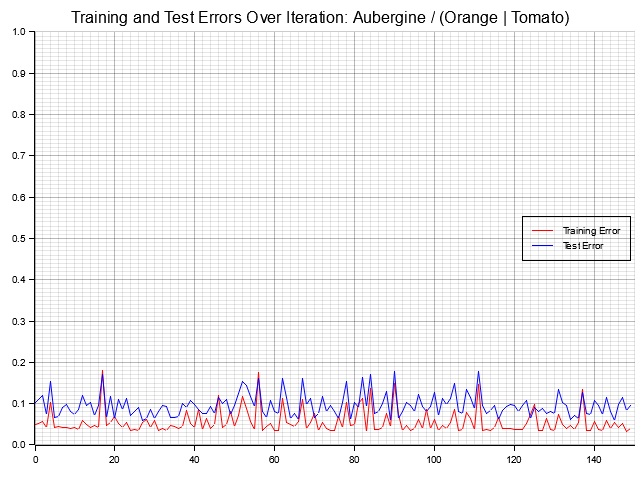 Training and Test Errors Over Iteration: Aubergine / (Orange | Tomato)
1.0
0.9
0.8
0.7
0.6
0.5
0.4
0.3
0.2
0.1
0.0
Training Error
Test Error
0 20 40 60 80 100 120 140